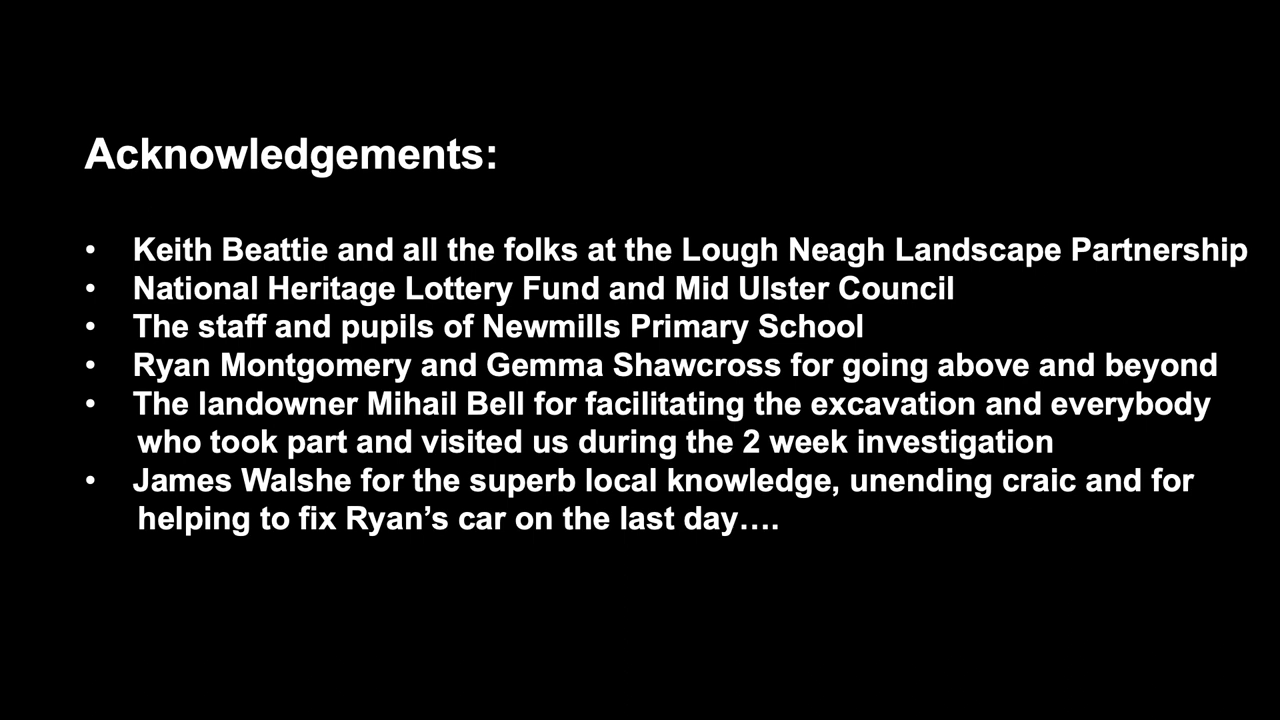 Acknowledgements:
• Keith Beattie and all the folks at the Lough Neagh Landscape Partnership
• National Heritage Lottery Fund and Mid Ulster Council
• The staff and pupils of Newmills Primary School
• Ryan Montgomery and Gemma Shawcross for going above and beyond
• The landowner Mihail Bell for facilitating the excavation and everybody
who took part and visited us during the 2 week investigation
• James Walshe for the superb local knowledge, unending craic and for
helping to fix Ryan’s car on the last day….